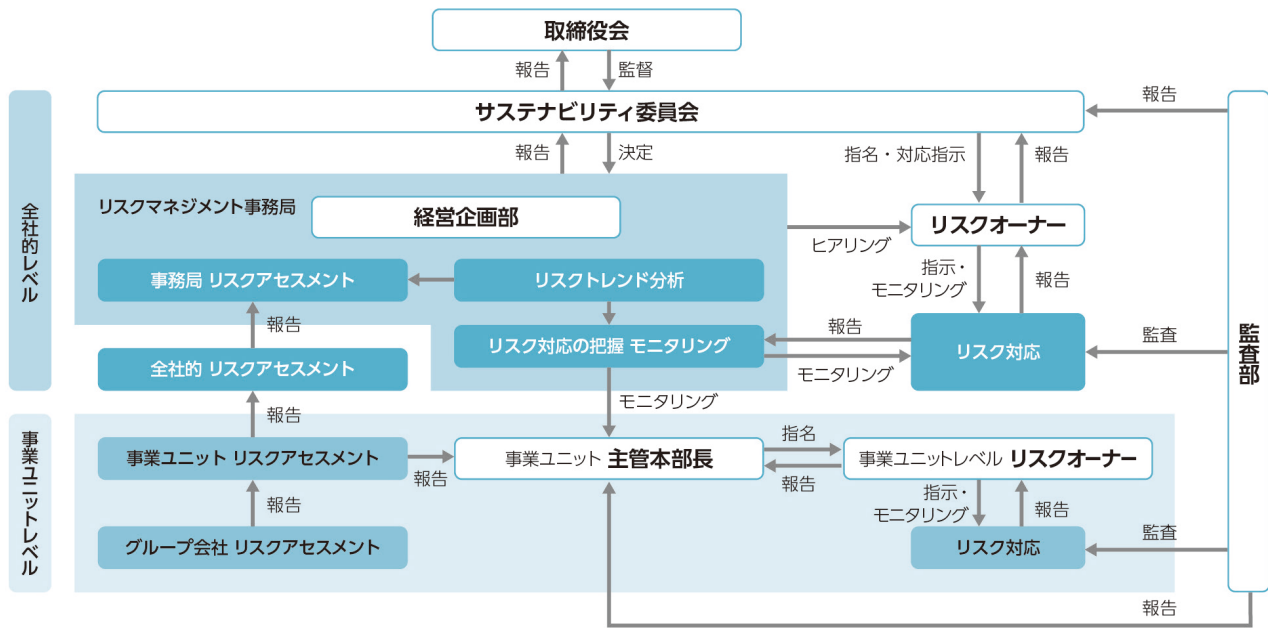 取締役会
報告
監督
サステナビリティ委員会
報告
報告
決定
指名・対応指示
報告
全社的レベル
リスクマネジメント事務局
経営企画部
ヒアリング
リスクオーナー
事務局 リスクアセスメント
リスクトレンド分析
指示・
モニタリング
報告
報告
リスク対応の把握 モニタリング
報告
モニタリング
リスク対応
監査
監査部
全社的 リスクアセスメント
報告
モニタリング
事業ユニットレベル
事業ユニット リスクアセスメント
報告
事業ユニット 主管本部長
指名
報告
事業ユニットレベル リスクオーナー
報告
指示・
モニタリング
報告
グループ会社 リスクアセスメント
リスク対応
監査
報告